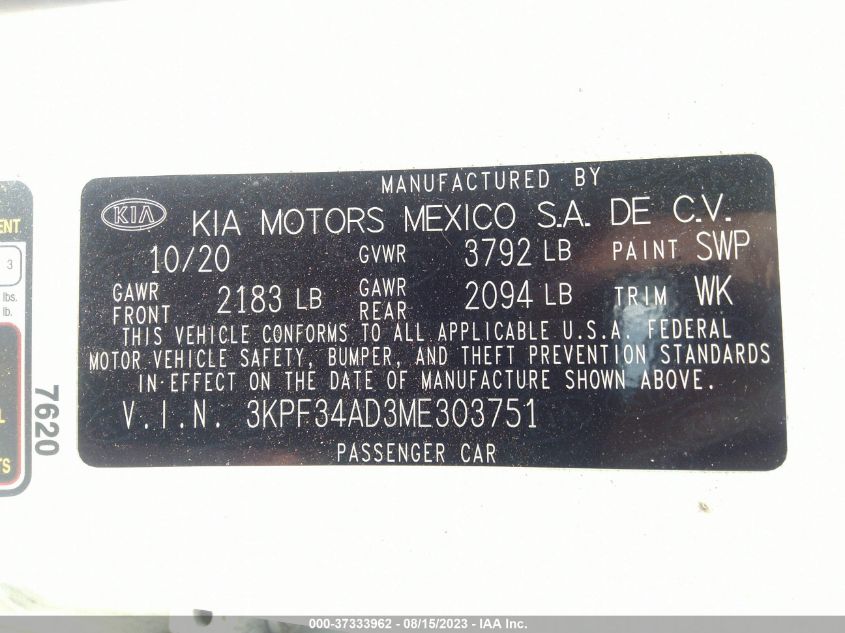 MANUFACTURED BY
KIA KIA MOTORS MEXICO S.A. DE C.V.
10/20 GVWR 3792 LB PAINT SWP
GAWR FRONT 2183 LB GAWR REAR 2094 LB TRIM WK
THIS VEHICLE CONFORMS TO ALL APPLICABLE U.S.A. FEDERAL
MOTOR VEHICLE SAFETY, BUMPER, AND THEFT PREVENTION STANDARDS
IN EFFECT ON THE DATE OF MANUFACTURE SHOWN ABOVE.
V.I.N. 3KPF34AD3ME303751
PASSENGER CAR
3
lbs.
lb.
7620
000-37333962 - 08/15/2023 - IAA Inc.